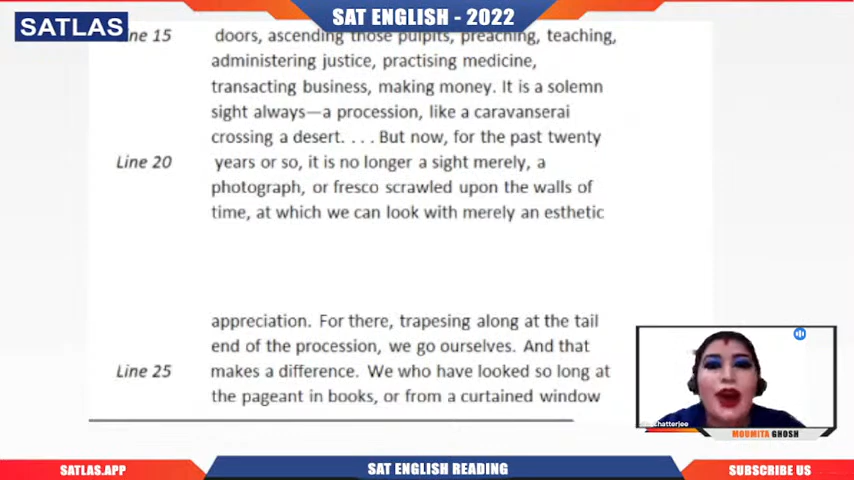 SATLAS
SAT ENGLISH - 2022
Line 15 doors, ascending those pulpits, preaching, teaching,
administering justice, practising medicine,
transacting business, making money. It is a solemn
sight always—a procession, like a caravanserai
crossing a desert. . . . But now, for the past twenty
Line 20 years or so, it is no longer a sight merely, a
photograph, or fresco scrawled upon the walls of
time, at which we can look with merely an esthetic
appreciation. For there, trapesing along at the tail
end of the procession, we go ourselves. And that
Line 25 makes a difference. We who have looked so long at
the pageant in books, or from a curtained window
MOUMITA GHOSH
SATLAS.APP
SAT ENGLISH READING
SUBSCRIBE US